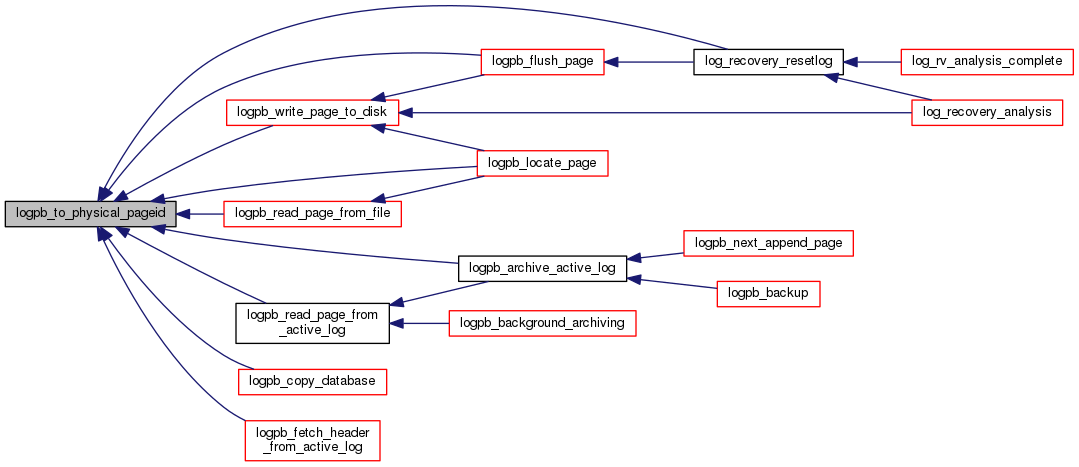 log_recovery_resetlog
logpb_flush_page
log_rv_analysis_complete
logpb_write_page_to_disk
log_recovery_analysis
logpb_locate_page
logpb_to_physical_pageid
logpb_read_page_from_file
logpb_next_append_page
logpb_archive_active_log
logpb_backup
logpb_read_page_from
_active_log
logpb_background_archiving
logpb_copy_database
logpb_fetch_header
_from_active_log